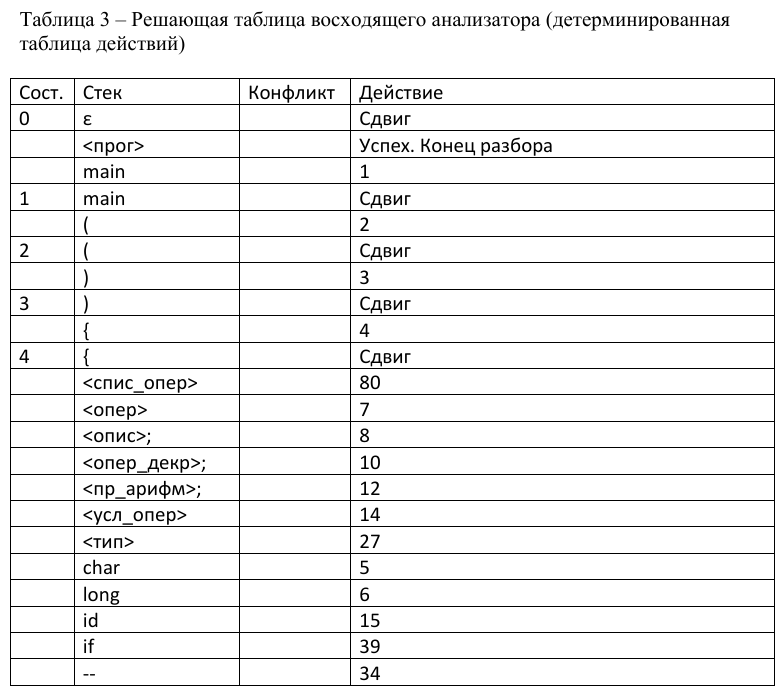 Таблица 3 – Решающая таблица восходящего анализатора (детерминированная
таблица действий)
Сост. Стек Конфликт Действие
0 ε Сдвиг
<прог> Успех. Конец разбора
main 1
1 main Сдвиг
( 2
2 ( Сдвиг
) 3
3 ) Сдвиг
{ 4
4 { Сдвиг
<спис_опер> 80
<опер> 7
<опис>; 8
<опер_декр>; 10
<пр_арифм>; 12
<усл_опер> 14
<тип> 27
char 5
long 6
id 15
if 39
-- 34